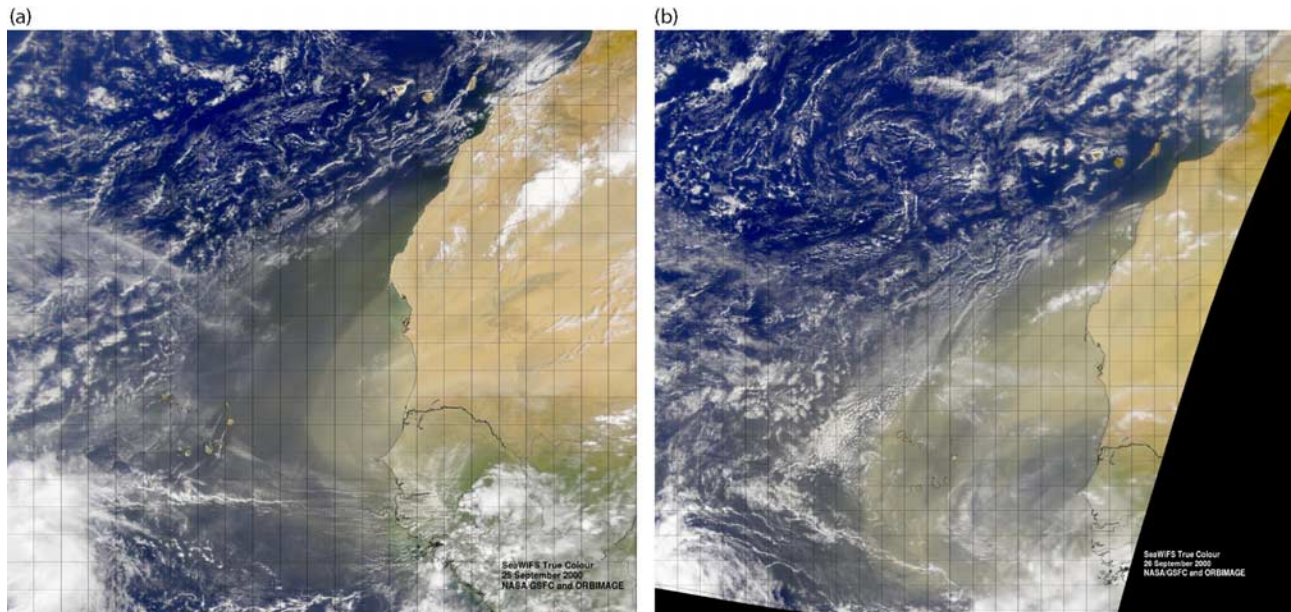 (a)
(b)
SeaWiFS True Colour
25 September 2000
NASA/GSFC and ORBIMAGE
SeaWiFS True Colour
26 September 2000
NASA/GSFC and ORBIMAGE